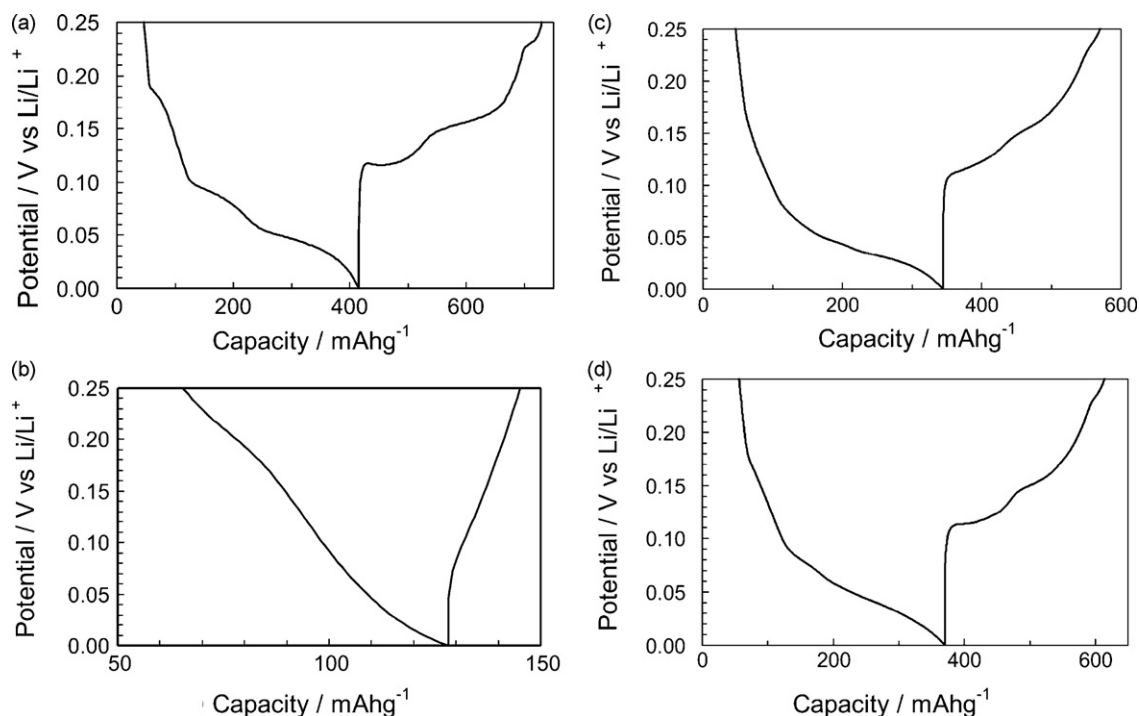 (a)
0.25
0.20
0.15
0.10
0.05
0.00
0 200 400 600
Potential / V vs Li/Li +
Capacity / mAhg-1
(c)
0.25
0.20
0.15
0.10
0.05
0.00
0 200 400 600
Potential / V vs Li/Li +
Capacity / mAhg-1
(b)
0.25
0.20
0.15
0.10
0.05
0.00
50 100 150
Potential / V vs Li/Li+
Capacity / mAhg-1
(d)
0.25
0.20
0.15
0.10
0.05
0.00
0 200 400 600
Potential / V vs Li/Li +
Capacity / mAhg-1